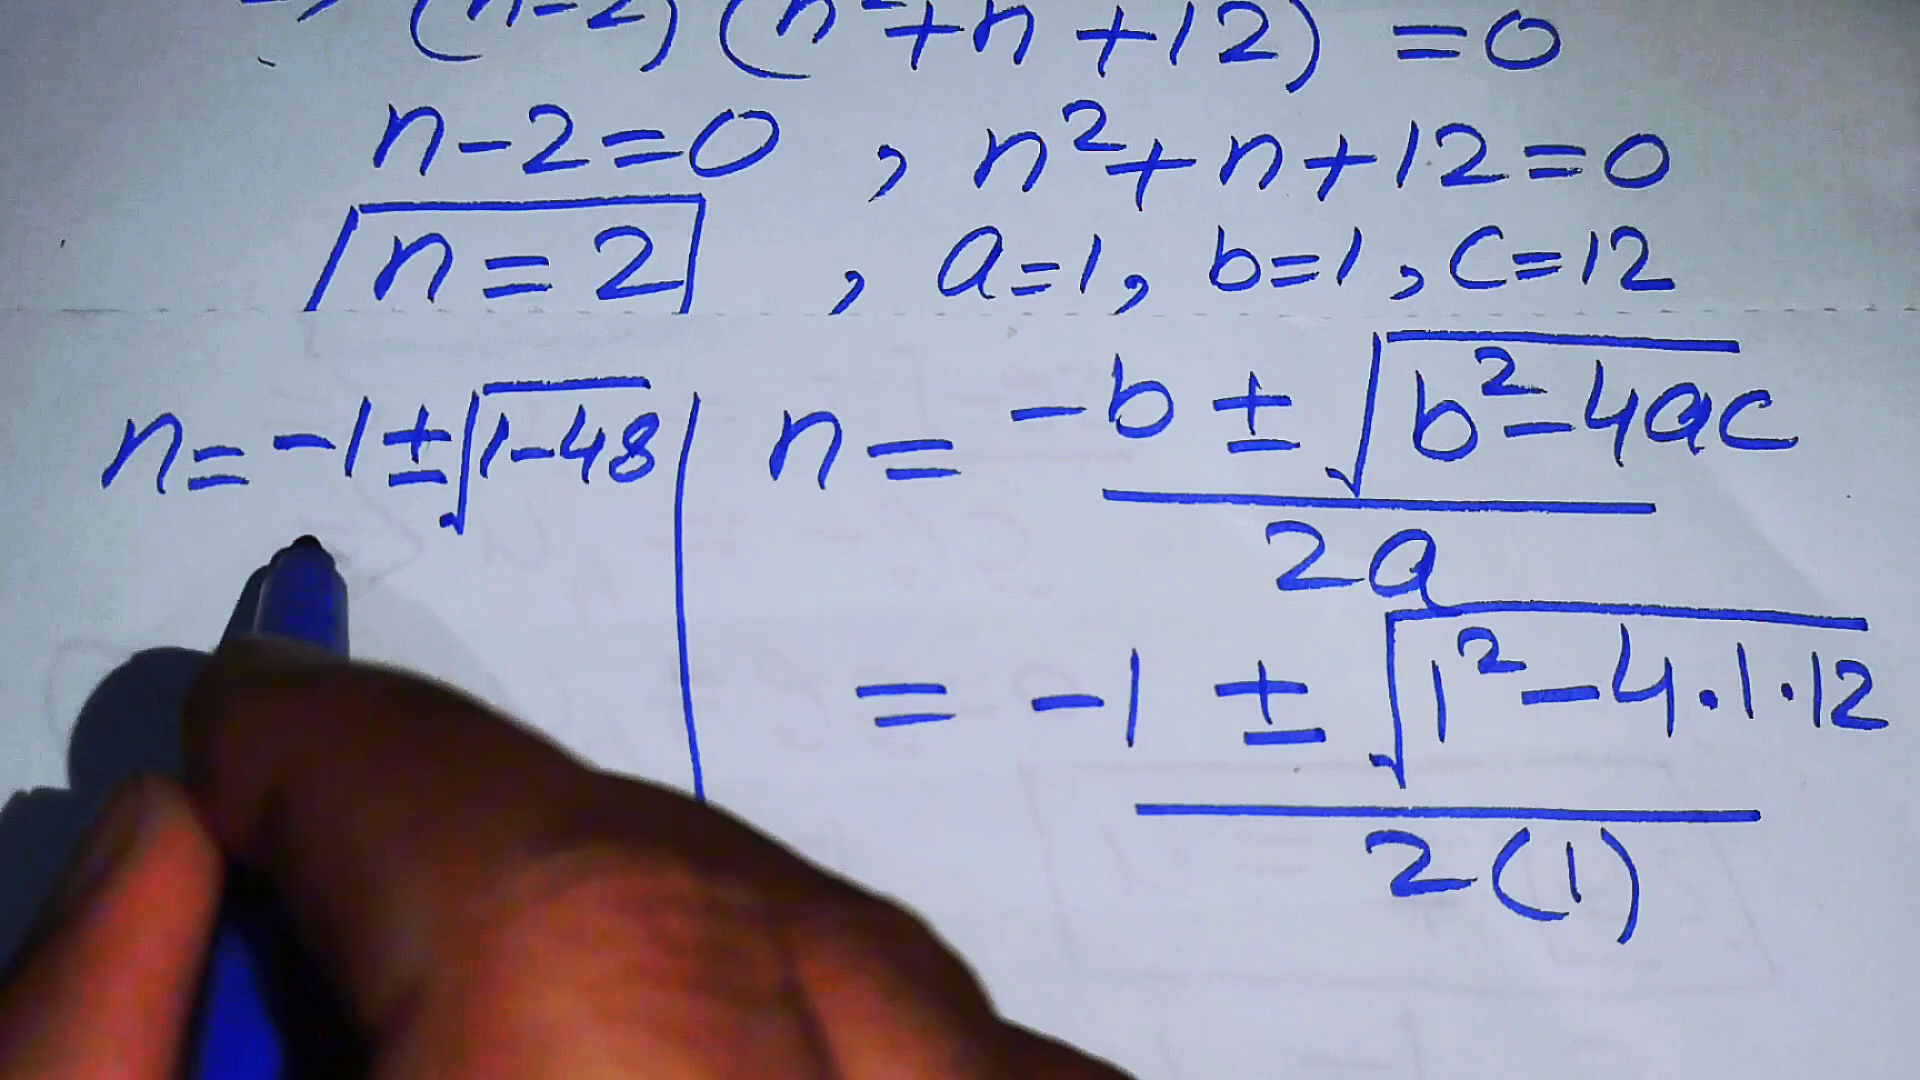 (n-2) (n²+n+12) =0
n-2=0 , n²+n+12=0
n=2 , a=1, b=1, c=12
n= -b ± √b²-4ac
2a
= -1 ± √1²-4.1.12
2(1)
n= -1 ± √1-48